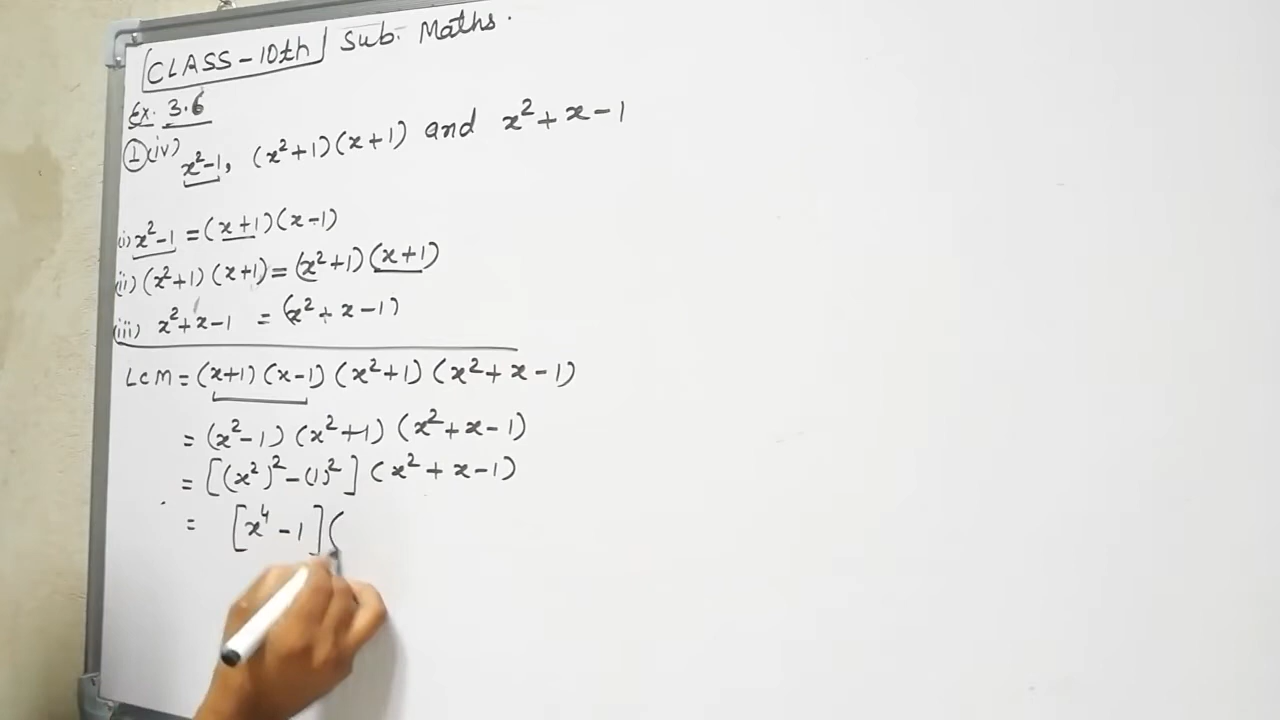 CLASS-10th Sub. Maths.
Ex. 3.6
① (iv) x²-1, (x²+1)(x+1) and x²+x-1
(i) x²-1 = (x+1)(x-1)
(ii) (x²+1)(x+1) = (x²+1)(x+1)
(iii) x²+x-1 = (x²+x-1)
LCM = (x+1)(x-1)(x²+1)(x²+x-1)
= (x²-1)(x²+1)(x²+x-1)
= [(x²)²-(1)²](x²+x-1)
= [x⁴-1](